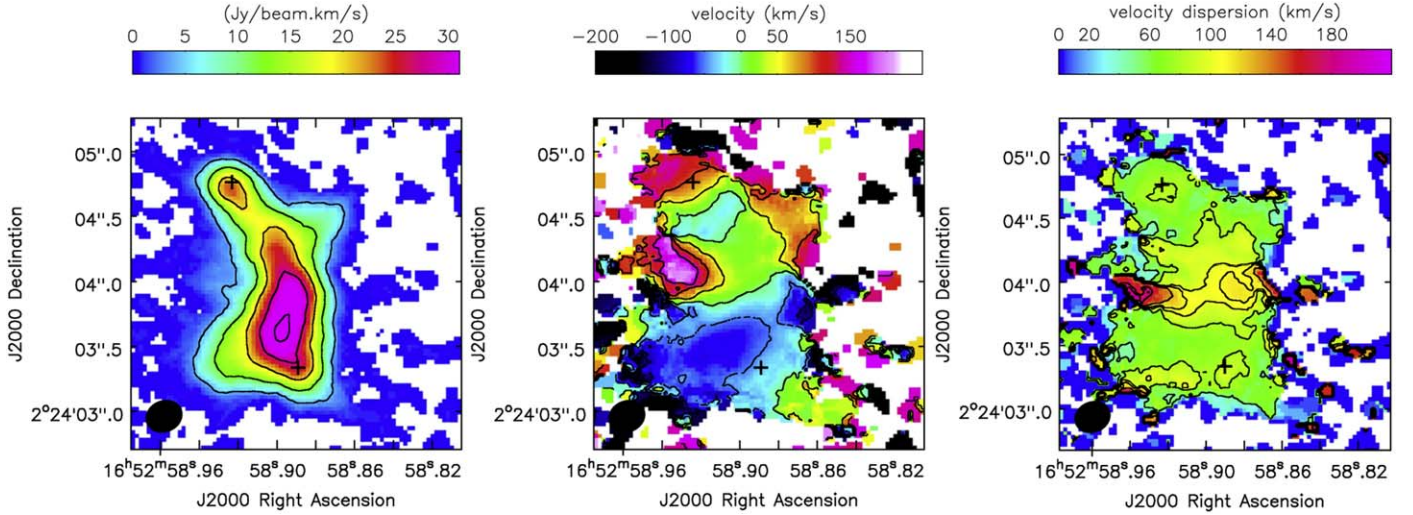 (Jy/beam.km/s)
0 5 10 15 20 25 30
velocity (km/s)
−200 −100 −50 0 50 150
velocity dispersion (km/s)
0 20 60 100 140 180
J2000 Declination
05".0
04".5
04".0
03".5
2°24'03".0
16h52m58s.96 58s.90 58s.86 58s.82
J2000 Right Ascension
J2000 Declination
05".0
04".5
04".0
03".5
2°24'03".0
16h52m58s.96 58s.90 58s.86 58s.82
J2000 Right Ascension
J2000 Declination
05".0
04".5
04".0
03".5
2°24'03".0
16h52m58s.96 58s.90 58s.86 58s.82
J2000 Right Ascension